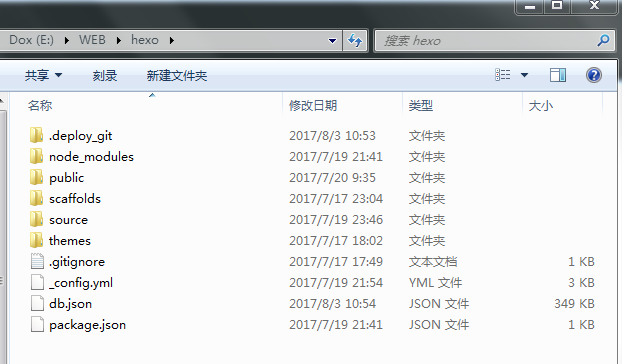 Dox (E:) WEB hexo 搜索 hexo
共享 刻录 新建文件夹
名称 修改日期 类型 大小
.deploy_git 2017/8/3 10:53 文件夹
node_modules 2017/7/19 21:41 文件夹
public 2017/7/20 9:35 文件夹
scaffolds 2017/7/17 23:04 文件夹
source 2017/7/19 23:46 文件夹
themes 2017/7/17 18:02 文件夹
.gitignore 2017/7/17 17:49 文本文档 1 KB
_config.yml 2017/7/19 21:54 YML 文件 3 KB
db.json 2017/8/3 10:54 JSON 文件 349 KB
package.json 2017/7/19 21:41 JSON 文件 1 KB